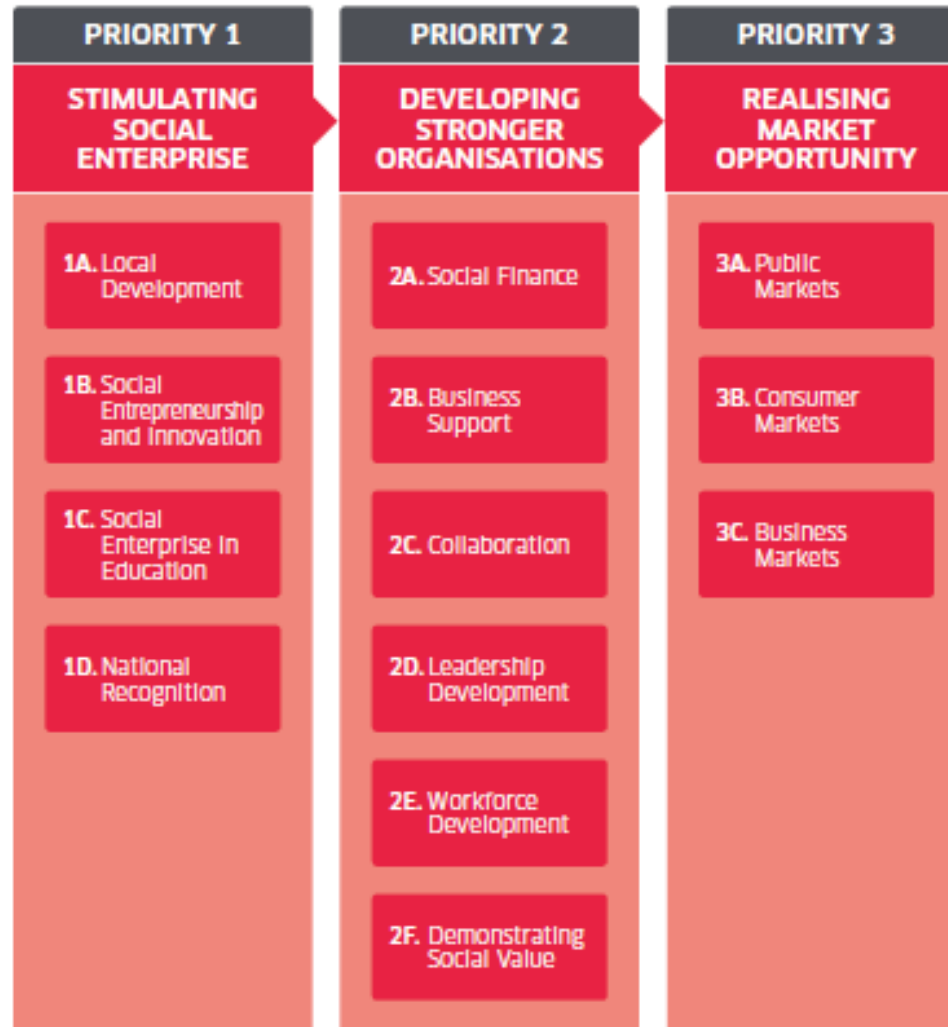 PRIORITY 1
STIMULATING
SOCIAL
ENTERPRISE
1A. Local
Development
1B. Social
Entrepreneurship
and Innovation
1C. Social
Enterprise in
Education
1D. National
Recognition
PRIORITY 2
DEVELOPING
STRONGER
ORGANISATIONS
2A. Social Finance
2B. Business
Support
2C. Collaboration
2D. Leadership
Development
2E. Workforce
Development
2F. Demonstrating
Social Value
PRIORITY 3
REALISING
MARKET
OPPORTUNITY
3A. Public
Markets
3B. Consumer
Markets
3C. Business
Markets